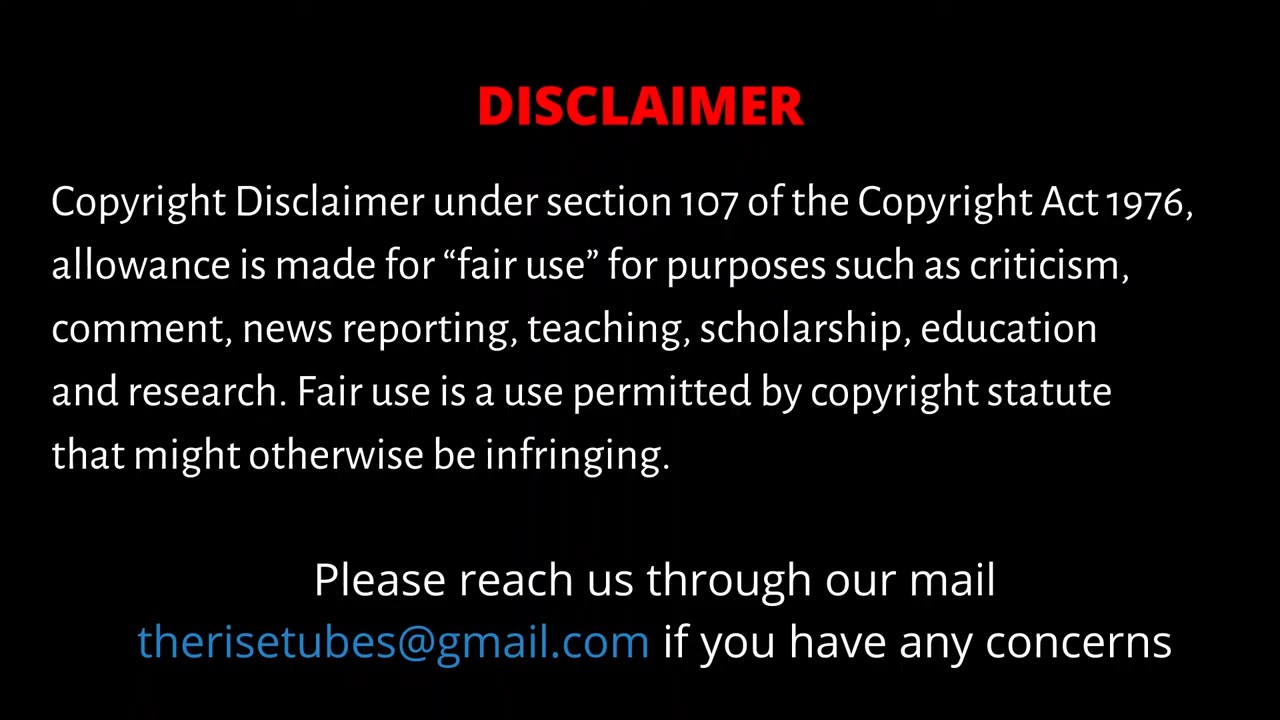 DISCLAIMER
Copyright Disclaimer under section 107 of the Copyright Act 1976,
allowance is made for “fair use” for purposes such as criticism,
comment, news reporting, teaching, scholarship, education
and research. Fair use is a use permitted by copyright statute
that might otherwise be infringing.
Please reach us through our mail
therisetubes@gmail.com if you have any concerns